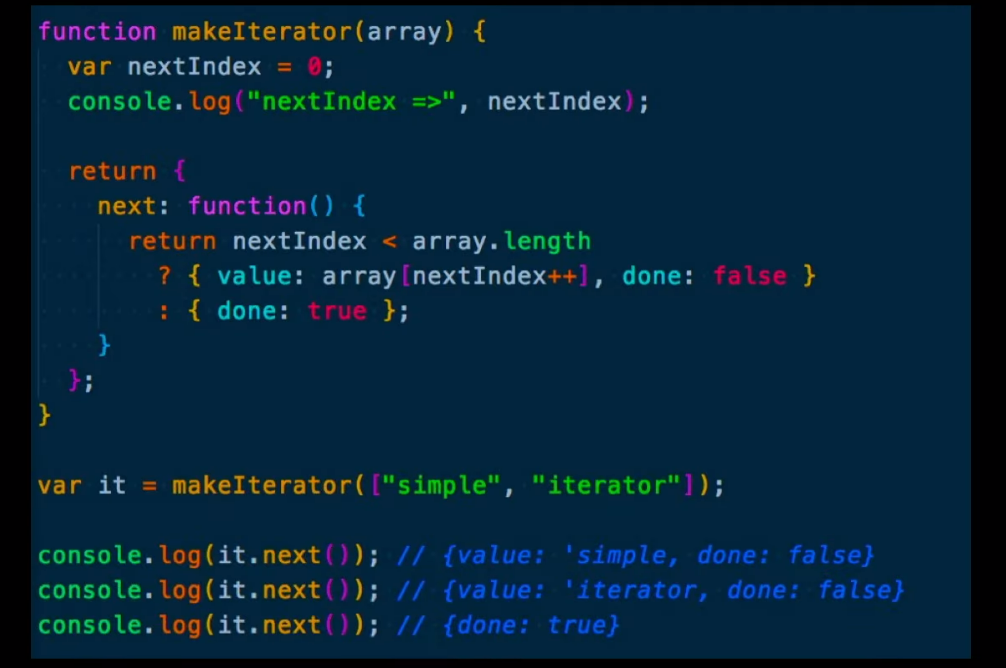 function makeIterator(array) {
var nextIndex = 0;
console.log("nextIndex =>", nextIndex);
return {
next: function() {
return nextIndex < array.length
? { value: array[nextIndex++], done: false }
: { done: true };
}
};
}
var it = makeIterator(["simple", "iterator"]);
console.log(it.next()); // {value: 'simple, done: false}
console.log(it.next()); // {value: 'iterator, done: false}
console.log(it.next()); // {done: true}